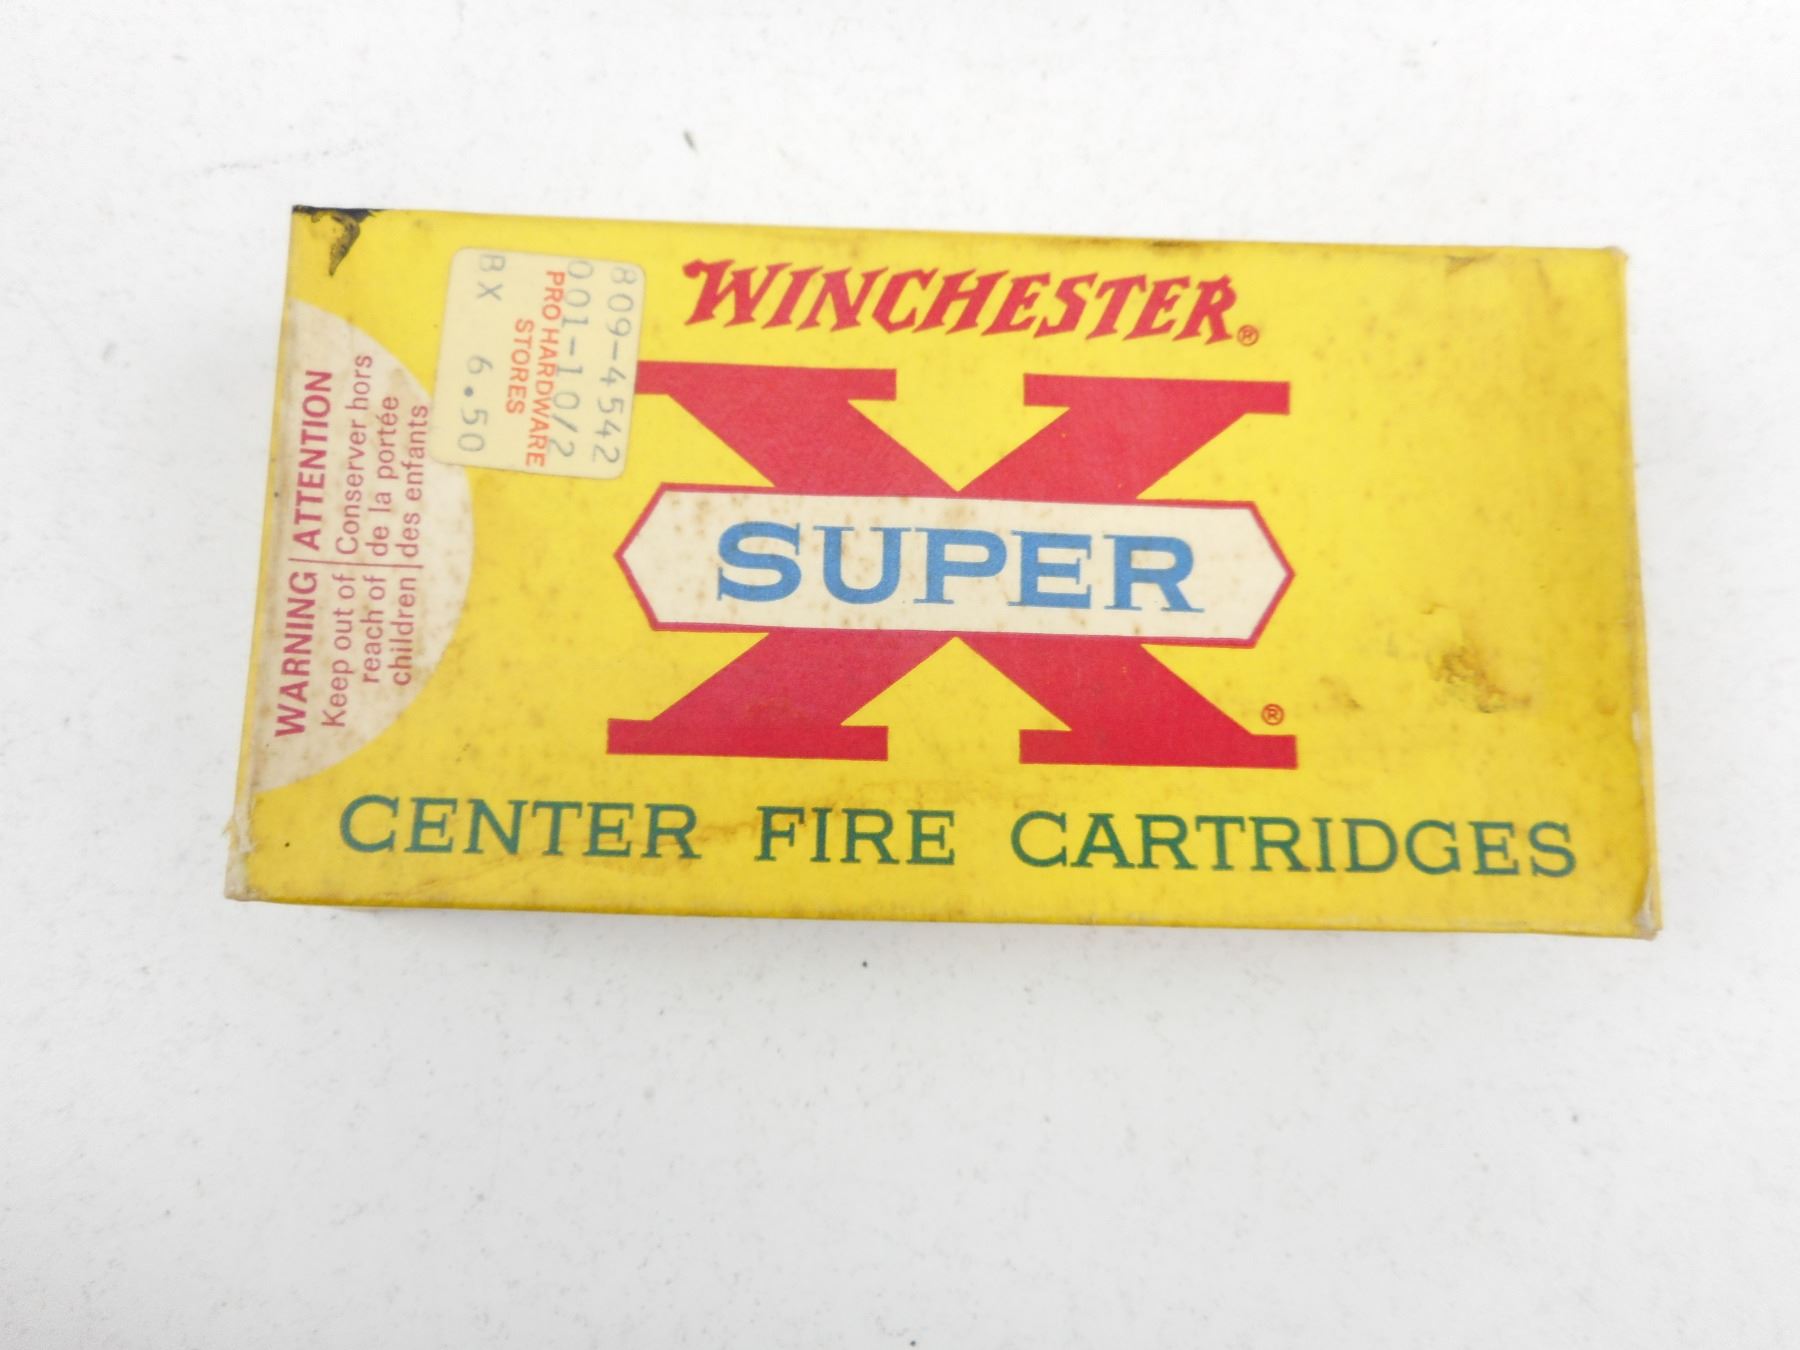 WINCHESTER®
SUPER
X®
CENTER FIRE CARTRIDGES
809-4542
001-10/2
PRO HARDWARE
STORES
BX 6.50
WARNING | ATTENTION
Keep out of | Conserver hors
reach of | de la portée
children | des enfants